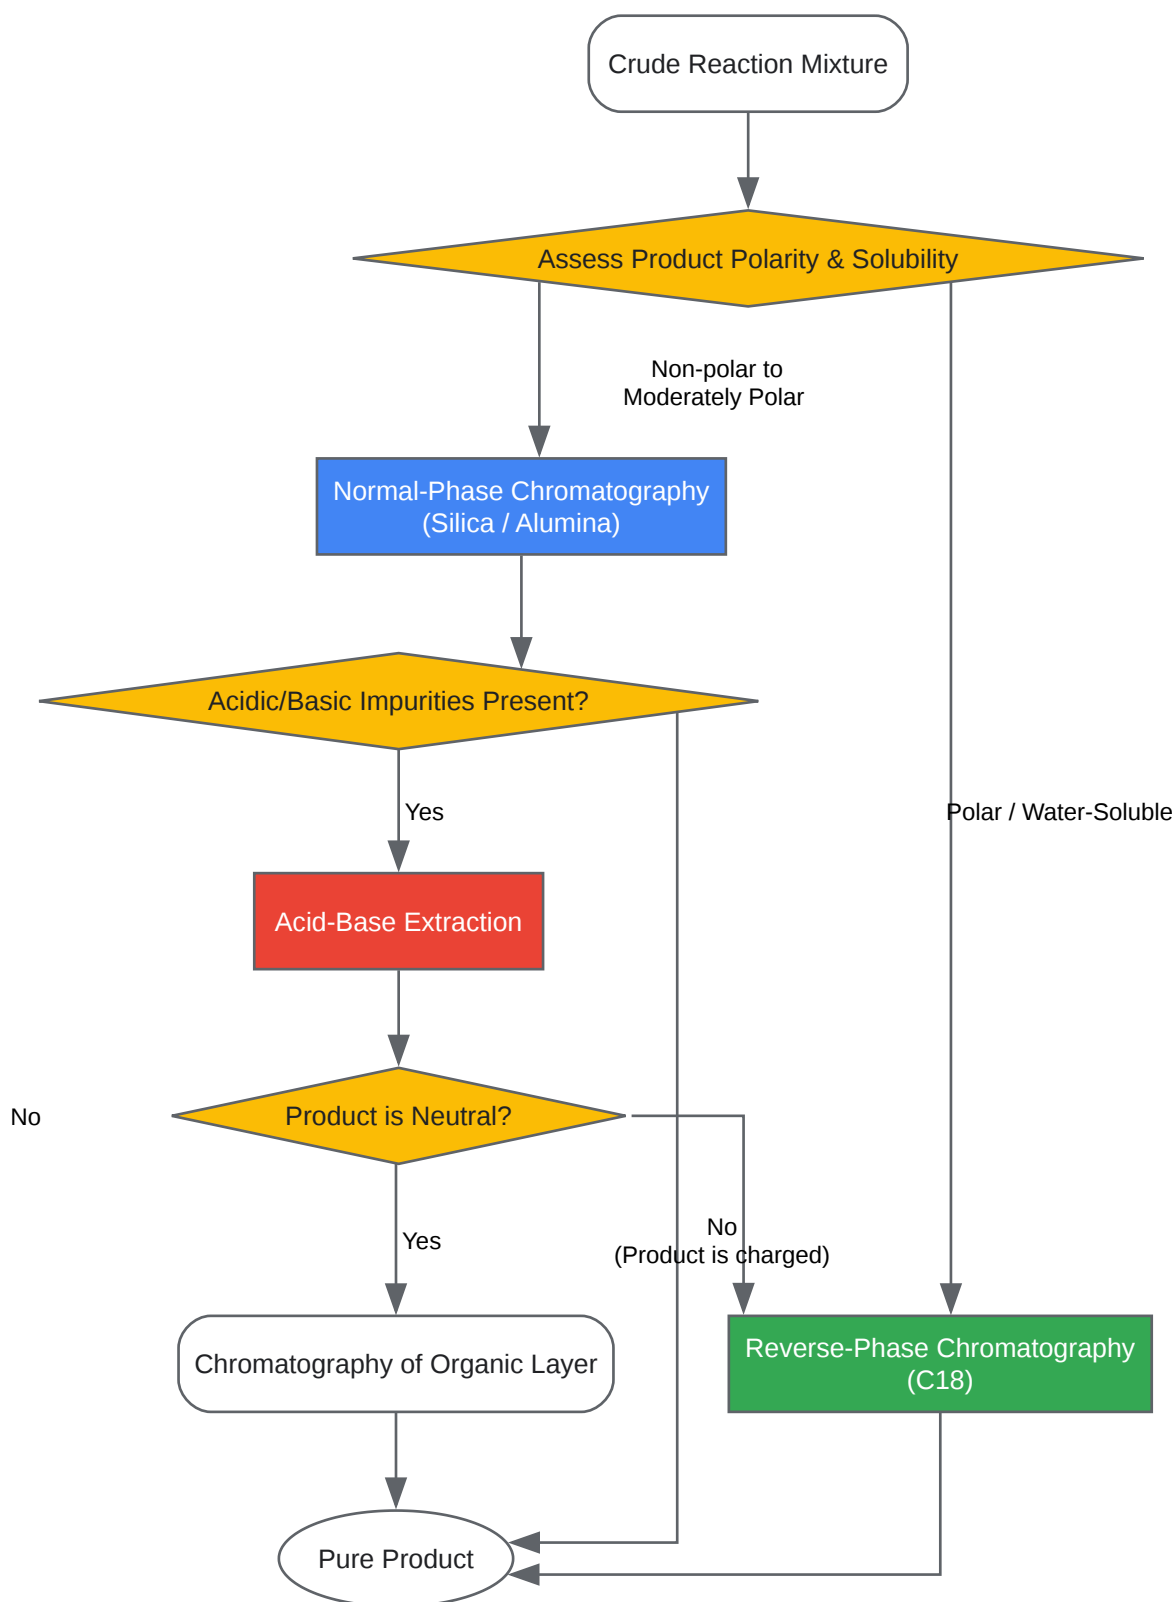 Crude Reaction Mixture
Assess Product Polarity & Solubility
Non-polar to
Moderately Polar
Normal-Phase Chromatography
(Silica / Alumina)
Acidic/Basic Impurities Present?
Yes
Polar / Water-Soluble
Acid-Base Extraction
No
Product is Neutral?
Yes
No
(Product is charged)
Chromatography of Organic Layer
Reverse-Phase Chromatography
(C18)
Pure Product